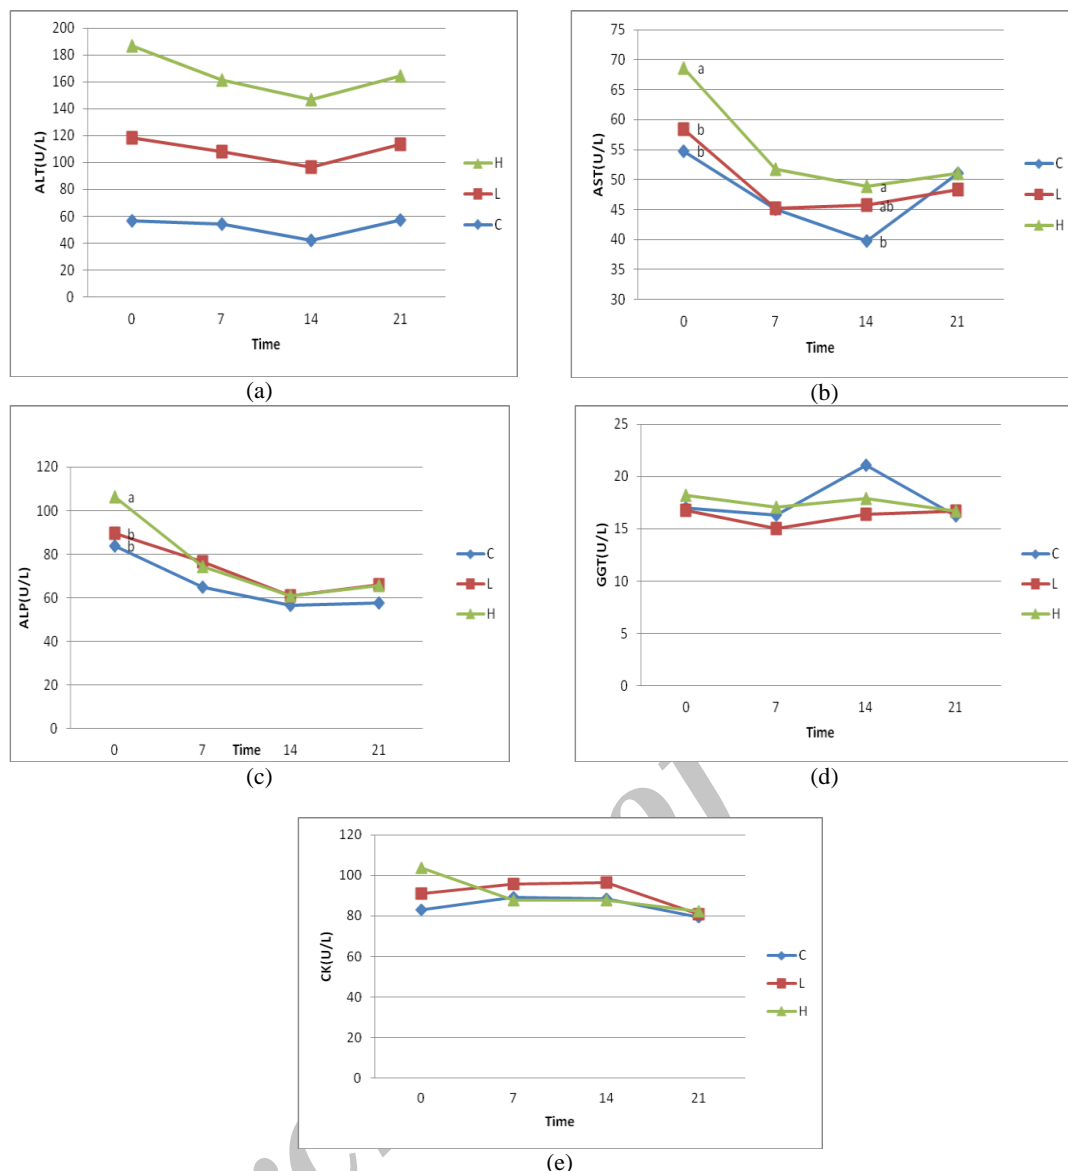 200
180
160
140
120
100
80
60
40
20
0
ALT(U/L)
0 7 14 21
Time
H
L
C
(a)
75
70
65
60
55
50
45
40
35
30
AST(U/L)
a
b
b
a
ab
b
0 7 14 21
Time
C
L
H
(b)
120
100
80
60
40
20
0
ALP(U/L)
a
b
b
0 7 Time 14 21
C
L
H
(c)
25
20
15
10
5
0
GGT(U/L)
0 7 14 21
Time
C
L
H
(d)
120
100
80
60
40
20
0
CK(U/L)
0 7 14 21
Time
C
L
H
(e)